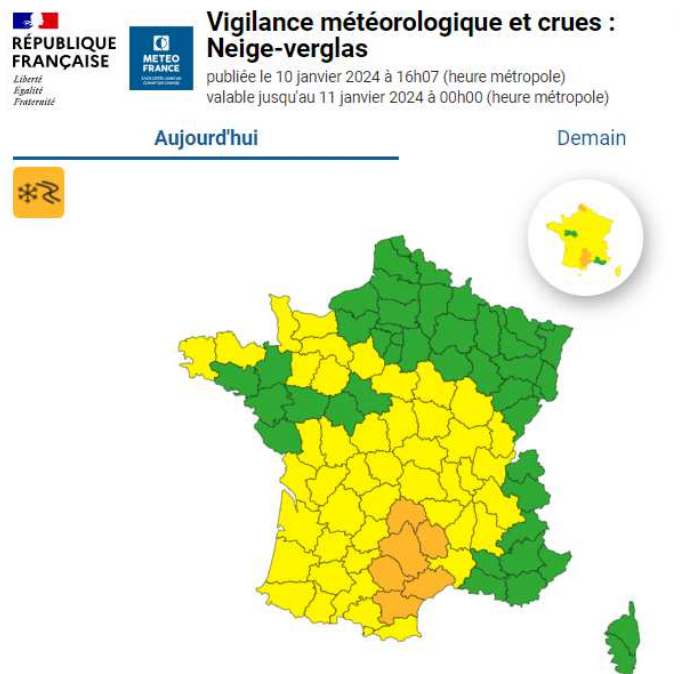 RÉPUBLIQUE
FRANÇAISE
Liberté
Égalité
Fraternité
METEO
FRANCE
Vigilance météorologique et crues :
Neige-verglas
publiée le 10 janvier 2024 à 16h07 (heure métropole)
valable jusqu'au 11 janvier 2024 à 00h00 (heure métropole)
Aujourd'hui
Demain